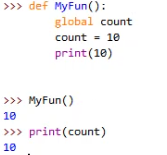 >>> def MyFun():
        global count
        count = 10
        print(10)
>>> MyFun()
10
>>> print(count)
10